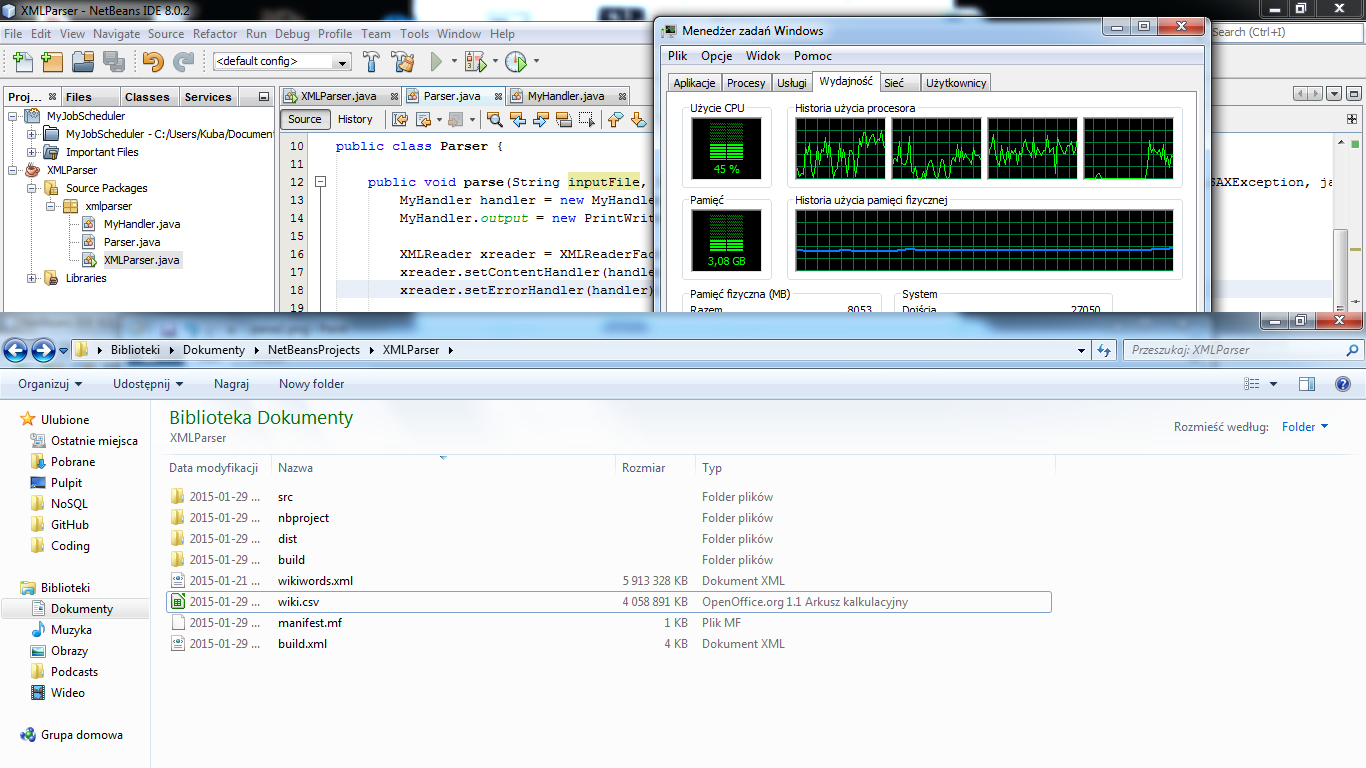 XMLParser - NetBeans IDE 8.0.2
File Edit View Navigate Source Refactor Run Debug Profile Team Tools Window Help
Search (Ctrl+I)
<default config>
Proj... Files Classes Services
MyJobScheduler
MyJobScheduler - C:/Users/Kuba/Document
Important Files
XMLParser
Source Packages
xmlparser
MyHandler.java
Parser.java
XMLParser.java
Libraries
XMLParser.java Parser.java MyHandler.java
Source History
10 public class Parser {
11
12 public void parse(String inputFile, SAXException, ja
13 MyHandler handler = new MyHandle
14 MyHandler.output = new PrintWrit
15
16 XMLReader xreader = XMLReaderFac
17 xreader.setContentHandler(handle
18 xreader.setErrorHandler(handler)
19
Menedżer zadań Windows
Plik Opcje Widok Pomoc
Aplikacje Procesy Usługi Wydajność Sieć Użytkownicy
Użycie CPU Historia użycia procesora
45 %
Pamięć Historia użycia pamięci fizycznej
3,08 GB
Pamięć fizyczna (MB) System
Razem 8053 Dojścia 27050
Biblioteki Dokumenty NetBeansProjects XMLParser
Przeszukaj: XMLParser
Organizuj Udostępnij Nagraj Nowy folder
Ulubione
Ostatnie miejsca
Pobrane
Pulpit
NoSQL
GitHub
Coding
Biblioteki
Dokumenty
Muzyka
Obrazy
Podcasts
Wideo
Grupa domowa
Biblioteka Dokumenty
XMLParser
Rozmieść według: Folder
Data modyfikacji Nazwa Rozmiar Typ
2015-01-29 ... src Folder plików
2015-01-29 ... nbproject Folder plików
2015-01-29 ... dist Folder plików
2015-01-29 ... build Folder plików
2015-01-21 ... wikiwords.xml 5 913 328 KB Dokument XML
2015-01-29 ... wiki.csv 4 058 891 KB OpenOffice.org 1.1 Arkusz kalkulacyjny
2015-01-29 ... manifest.mf 1 KB Plik MF
2015-01-29 ... build.xml 4 KB Dokument XML